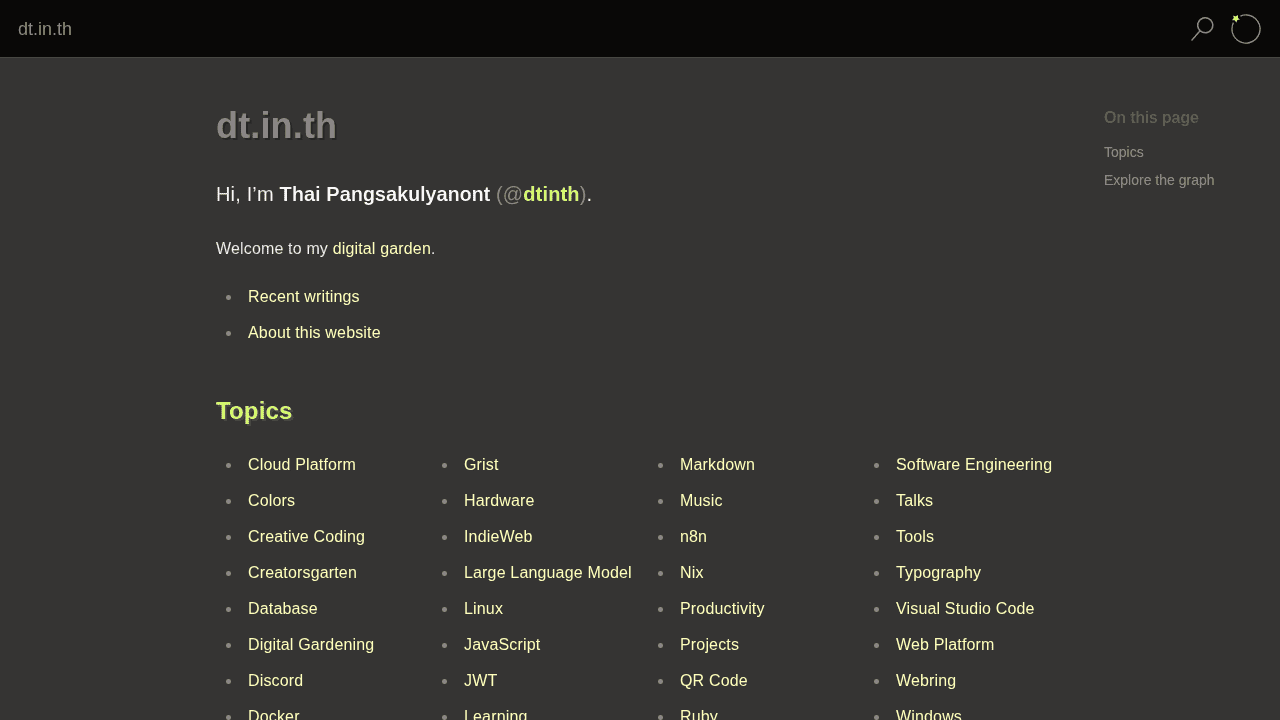 dt.in.th
dt.in.th
Hi, I’m Thai Pangsakulyanont (@dtinth).
Welcome to my digital garden.
Recent writings
About this website
On this page
Topics
Explore the graph
Topics
Cloud Platform
Colors
Creative Coding
Creatorsgarten
Database
Digital Gardening
Discord
Docker
Grist
Hardware
IndieWeb
Large Language Model
Linux
JavaScript
JWT
Learning
Markdown
Music
n8n
Nix
Productivity
Projects
QR Code
Ruby
Software Engineering
Talks
Tools
Typography
Visual Studio Code
Web Platform
Webring
Windows